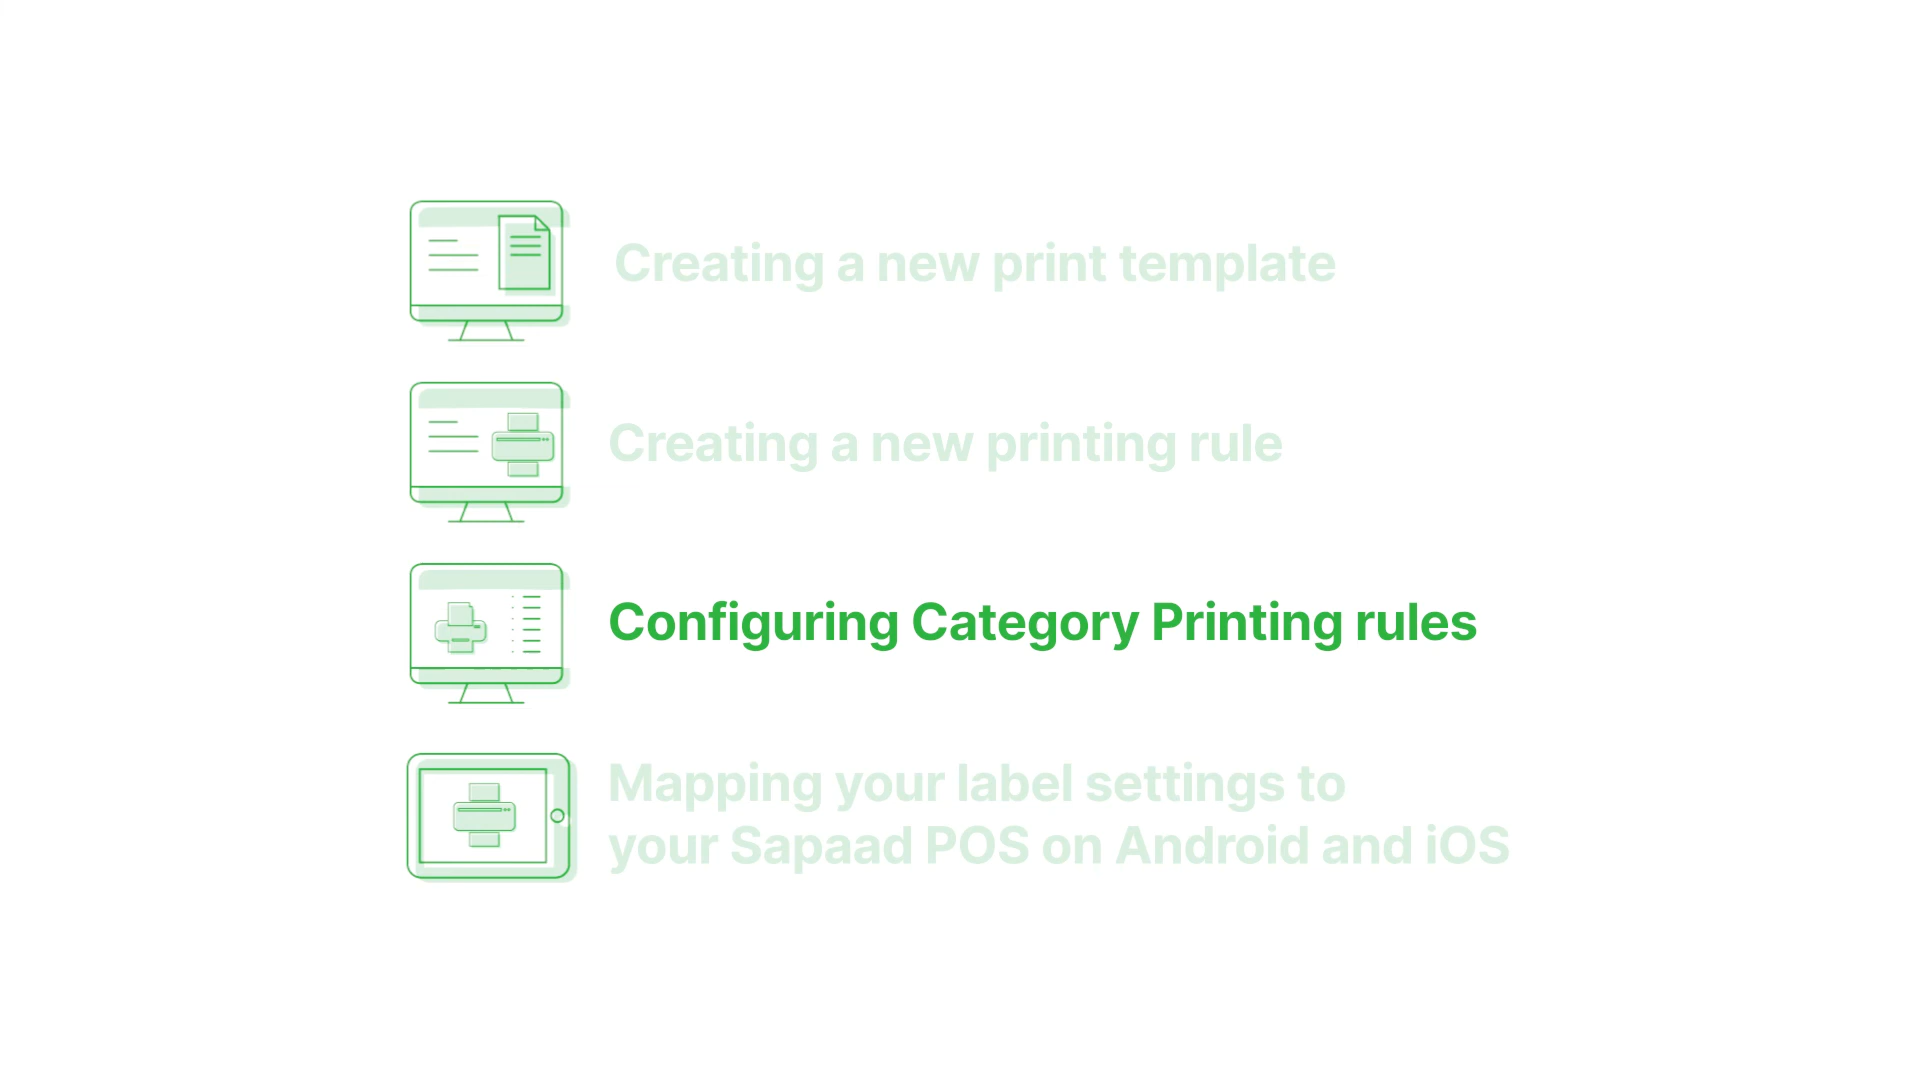 Creating a new print template
Creating a new printing rule
Configuring Category Printing rules
Mapping your label settings to
your Sapaad POS on Android and iOS